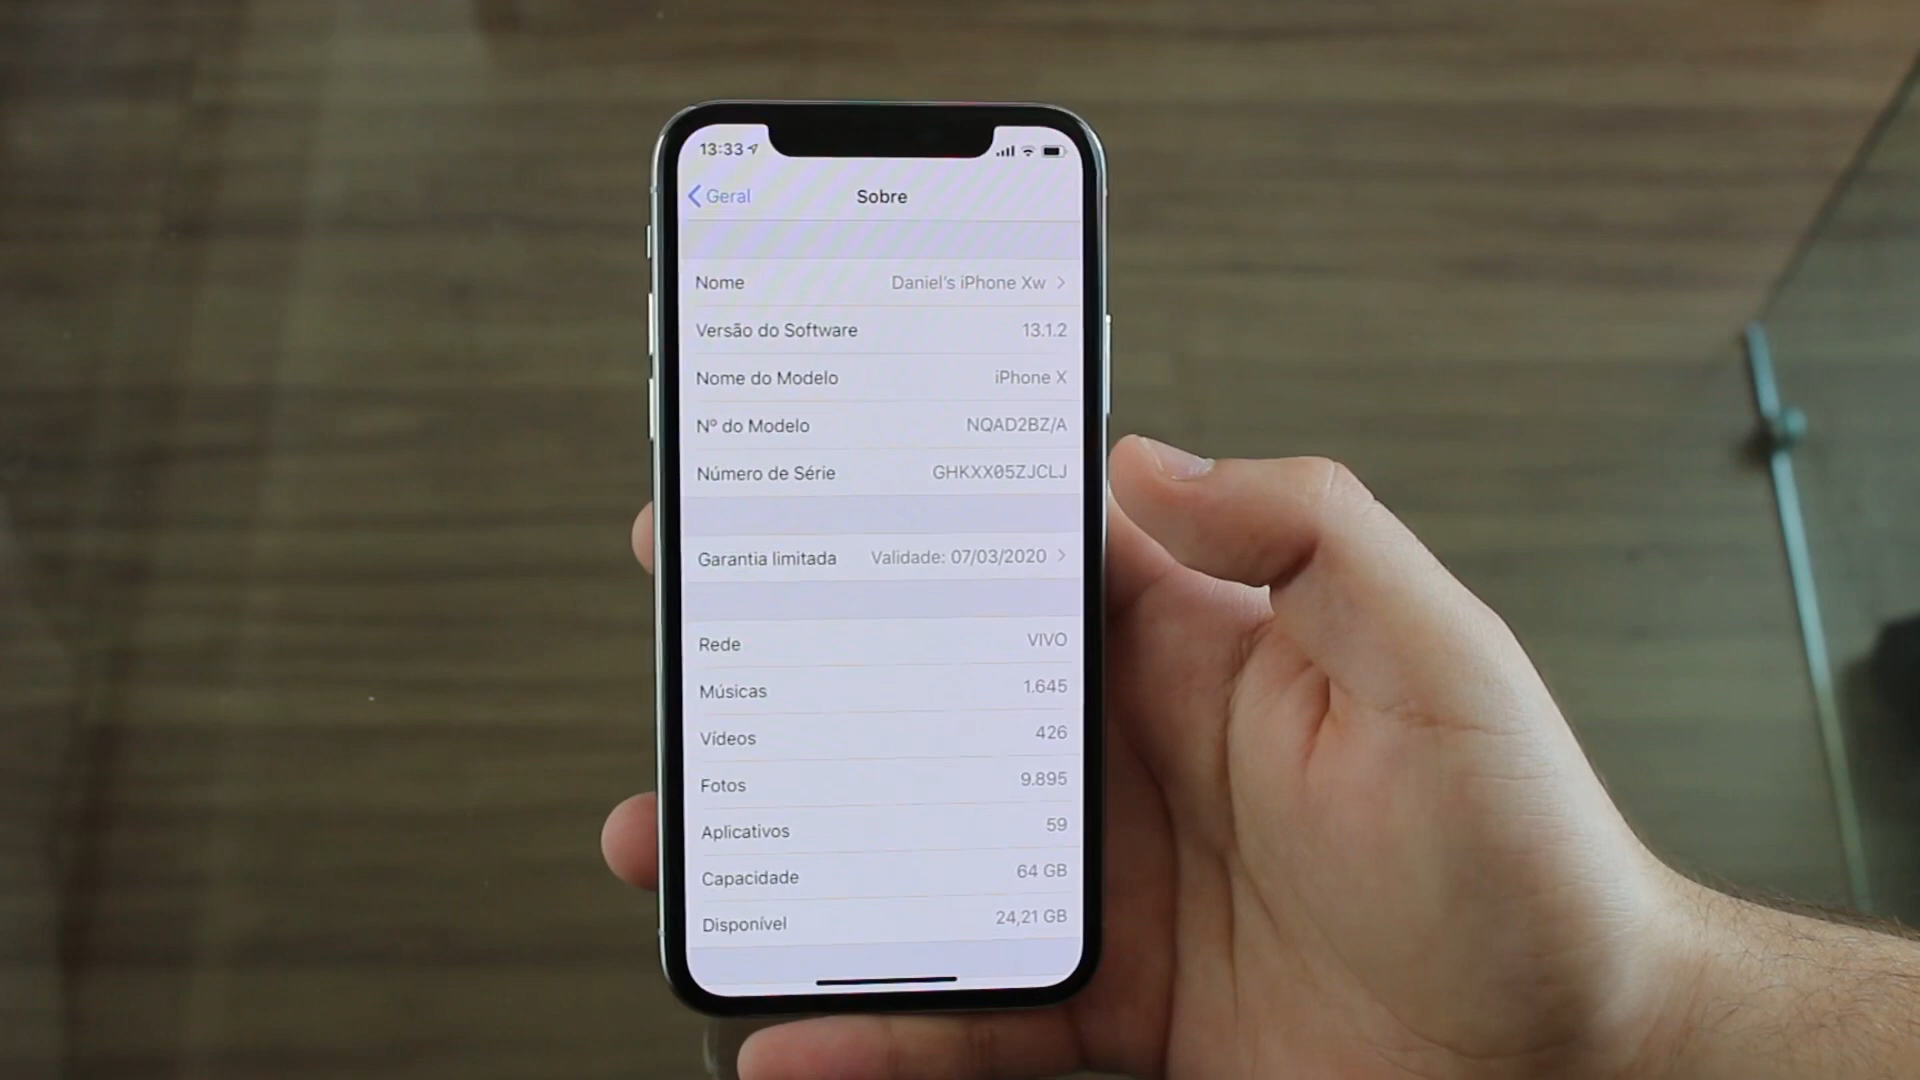 13:33
Geral
Sobre
Nome Daniel's iPhone Xw
Versão do Software 13.1.2
Nome do Modelo iPhone X
Nº do Modelo NQAD2BZ/A
Número de Série GHKXX05ZJCLJ
Garantia limitada Validade: 07/03/2020
Rede VIVO
Músicas 1.645
Vídeos 426
Fotos 9.895
Aplicativos 59
Capacidade 64 GB
Disponível 24,21 GB